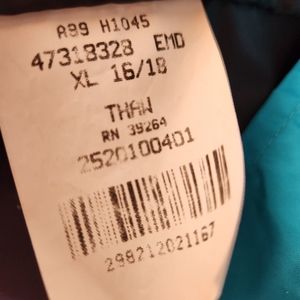 A99 H1045
47318328 EMD
XL 16/18
THAW
RN 39264
2520100401
298212021167